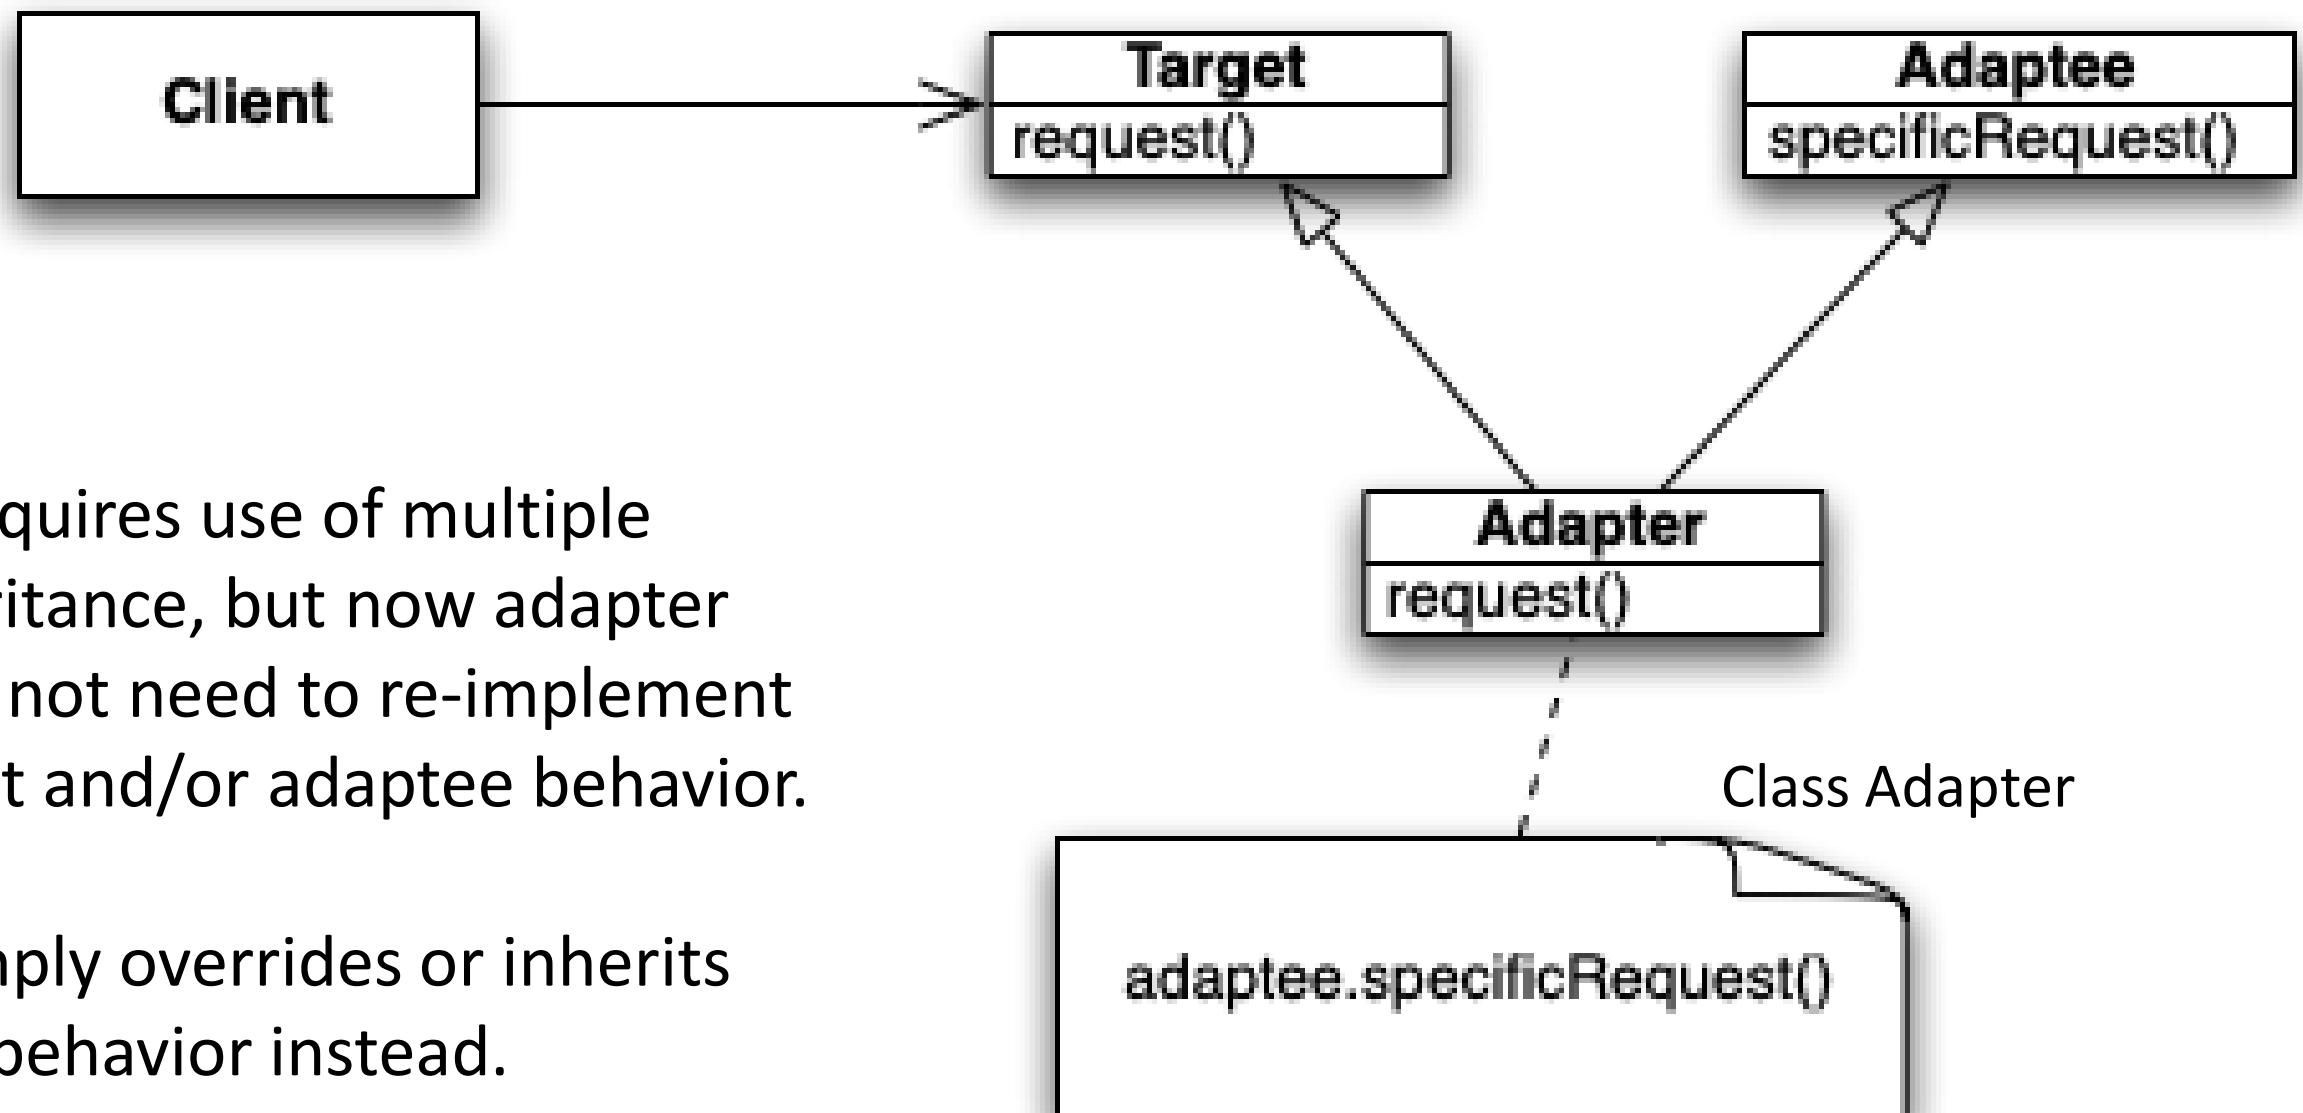 Client
Target
request()
Adaptee
specificRequest()
Adapter
request()
quires use of multiple
ritance, but now adapter
not need to re-implement
t and/or adaptee behavior.
Class Adapter
adaptee.specificRequest()
ply overrides or inherits
behavior instead.